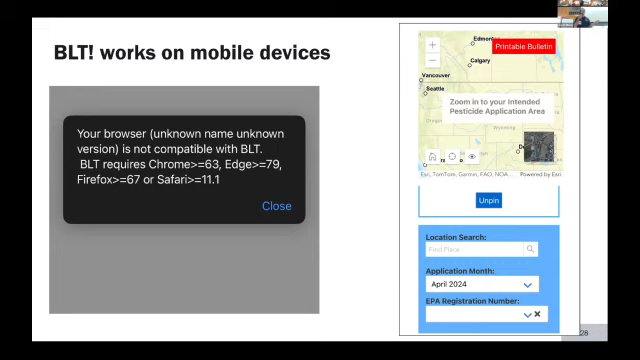 BLT! works on mobile devices
Your browser (unknown name unknown
version) is not compatible with BLT.
BLT requires Chrome>=63, Edge>=79,
Firefox>=67 or Safari>=11.1
Close
Edmonton
Printable Bulletin
Calgary
Vancouver
Seattle
Zoom in to your Intended
Pesticide Application Area
Oregon
Wyoming
Esri, TomTom, Garmin, FAO, NOA...
Powered by Esri
Unpin
Location Search:
Find Place
Application Month:
April 2024
EPA Registration Number:
28